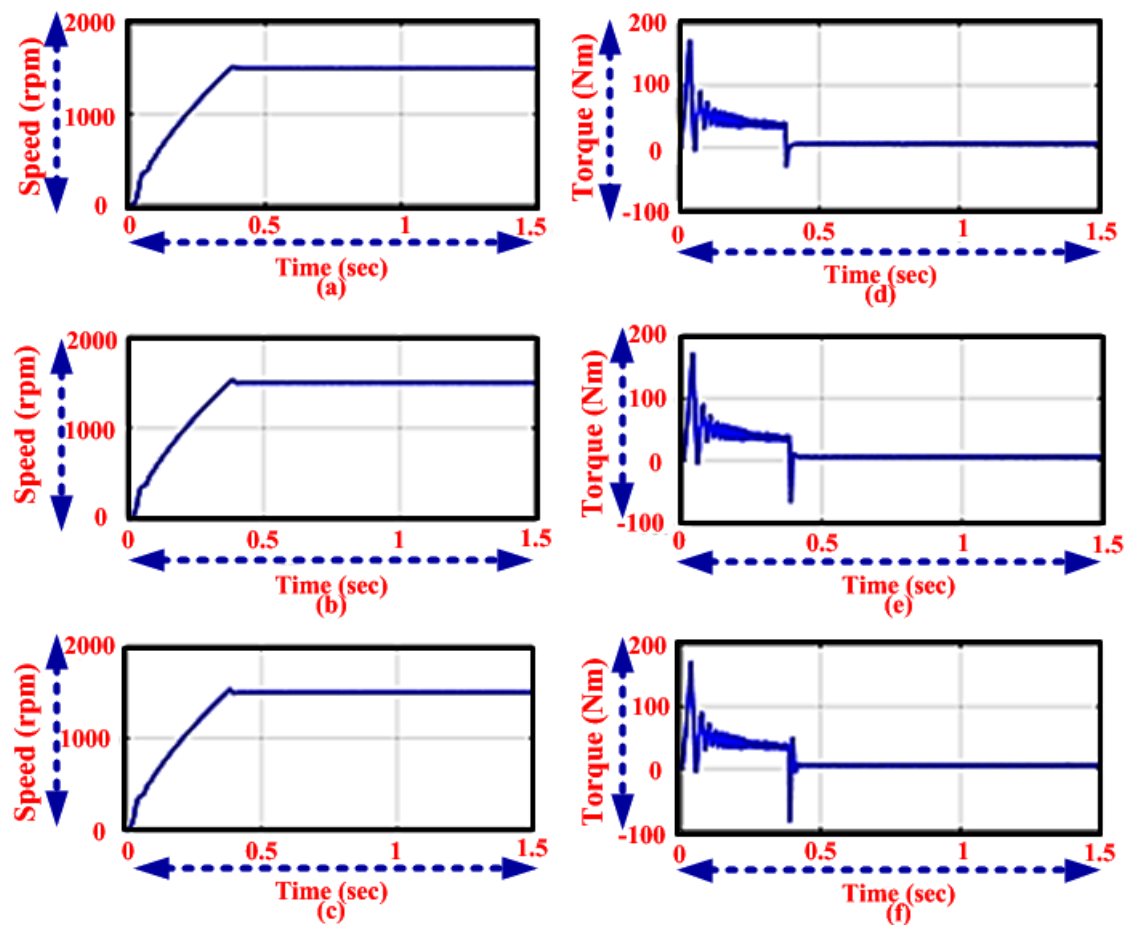 2000
Speed (rpm)
1000
0
0 0.5 1 1.5
Time (sec)
(a)
200
Torque (Nm)
100
0
-100
0 0.5 1 1.5
Time (sec)
(d)
2000
Speed (rpm)
1000
0
0 0.5 1 1.5
Time (sec)
(b)
200
Torque (Nm)
100
0
-100
0 0.5 1 1.5
Time (sec)
(e)
2000
Speed (rpm)
1000
0
0 0.5 1 1.5
Time (sec)
(c)
200
Torque (Nm)
100
0
-100
0 0.5 1 1.5
Time (sec)
(f)